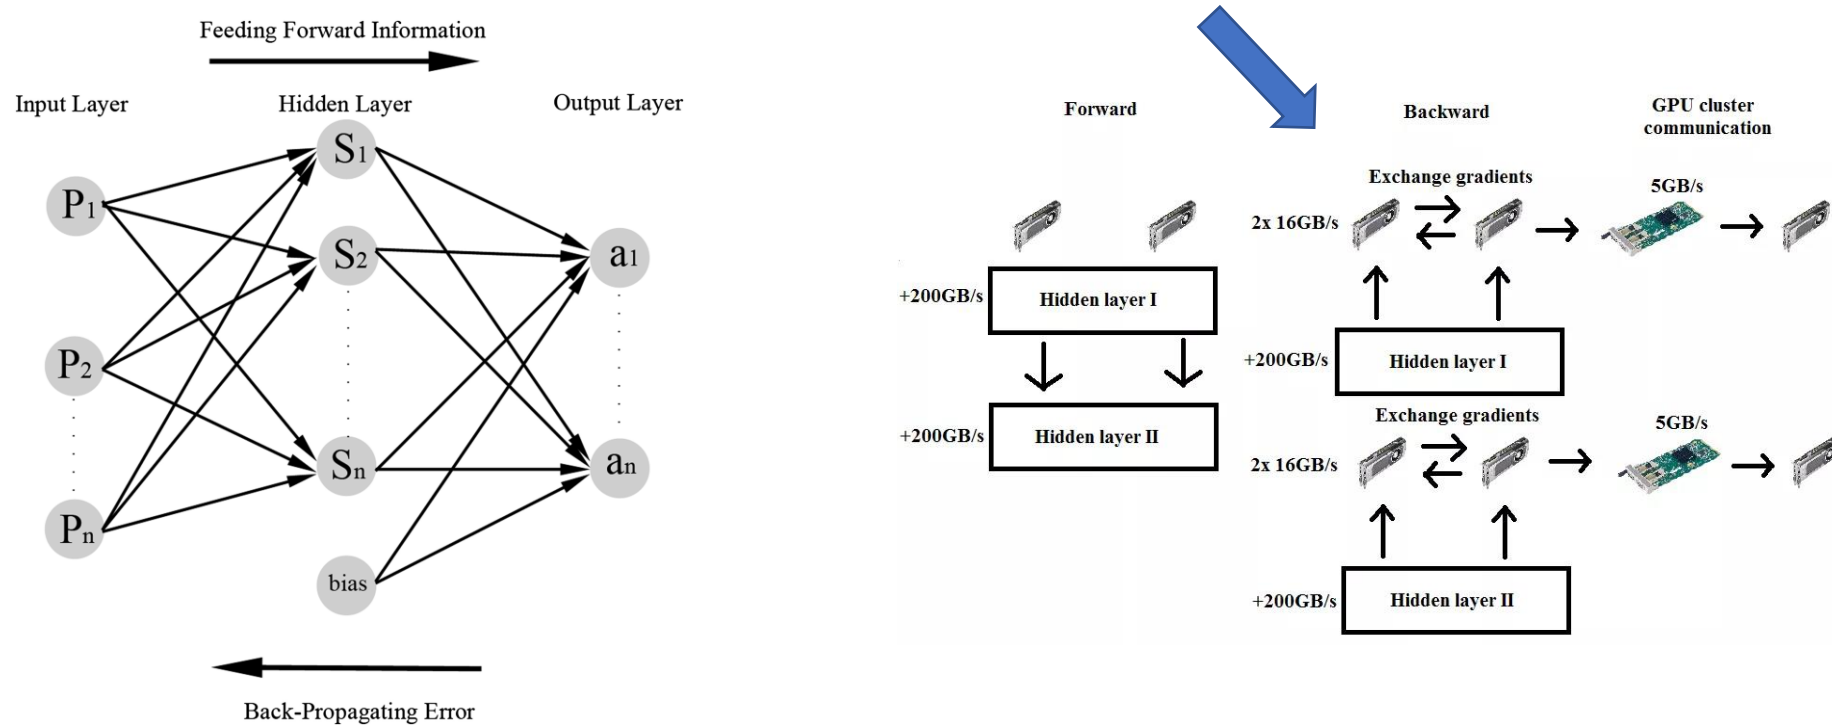 Feeding Forward Information
Input Layer
Hidden Layer
Output Layer
P1
P2
Pn
S1
S2
Sn
bias
a1
an
Back-Propagating Error
Forward
+200GB/s
Hidden layer I
+200GB/s
Hidden layer II
Backward
Exchange gradients
2x 16GB/s
+200GB/s
Hidden layer I
Exchange gradients
2x 16GB/s
+200GB/s
Hidden layer II
GPU cluster
communication
5GB/s
5GB/s